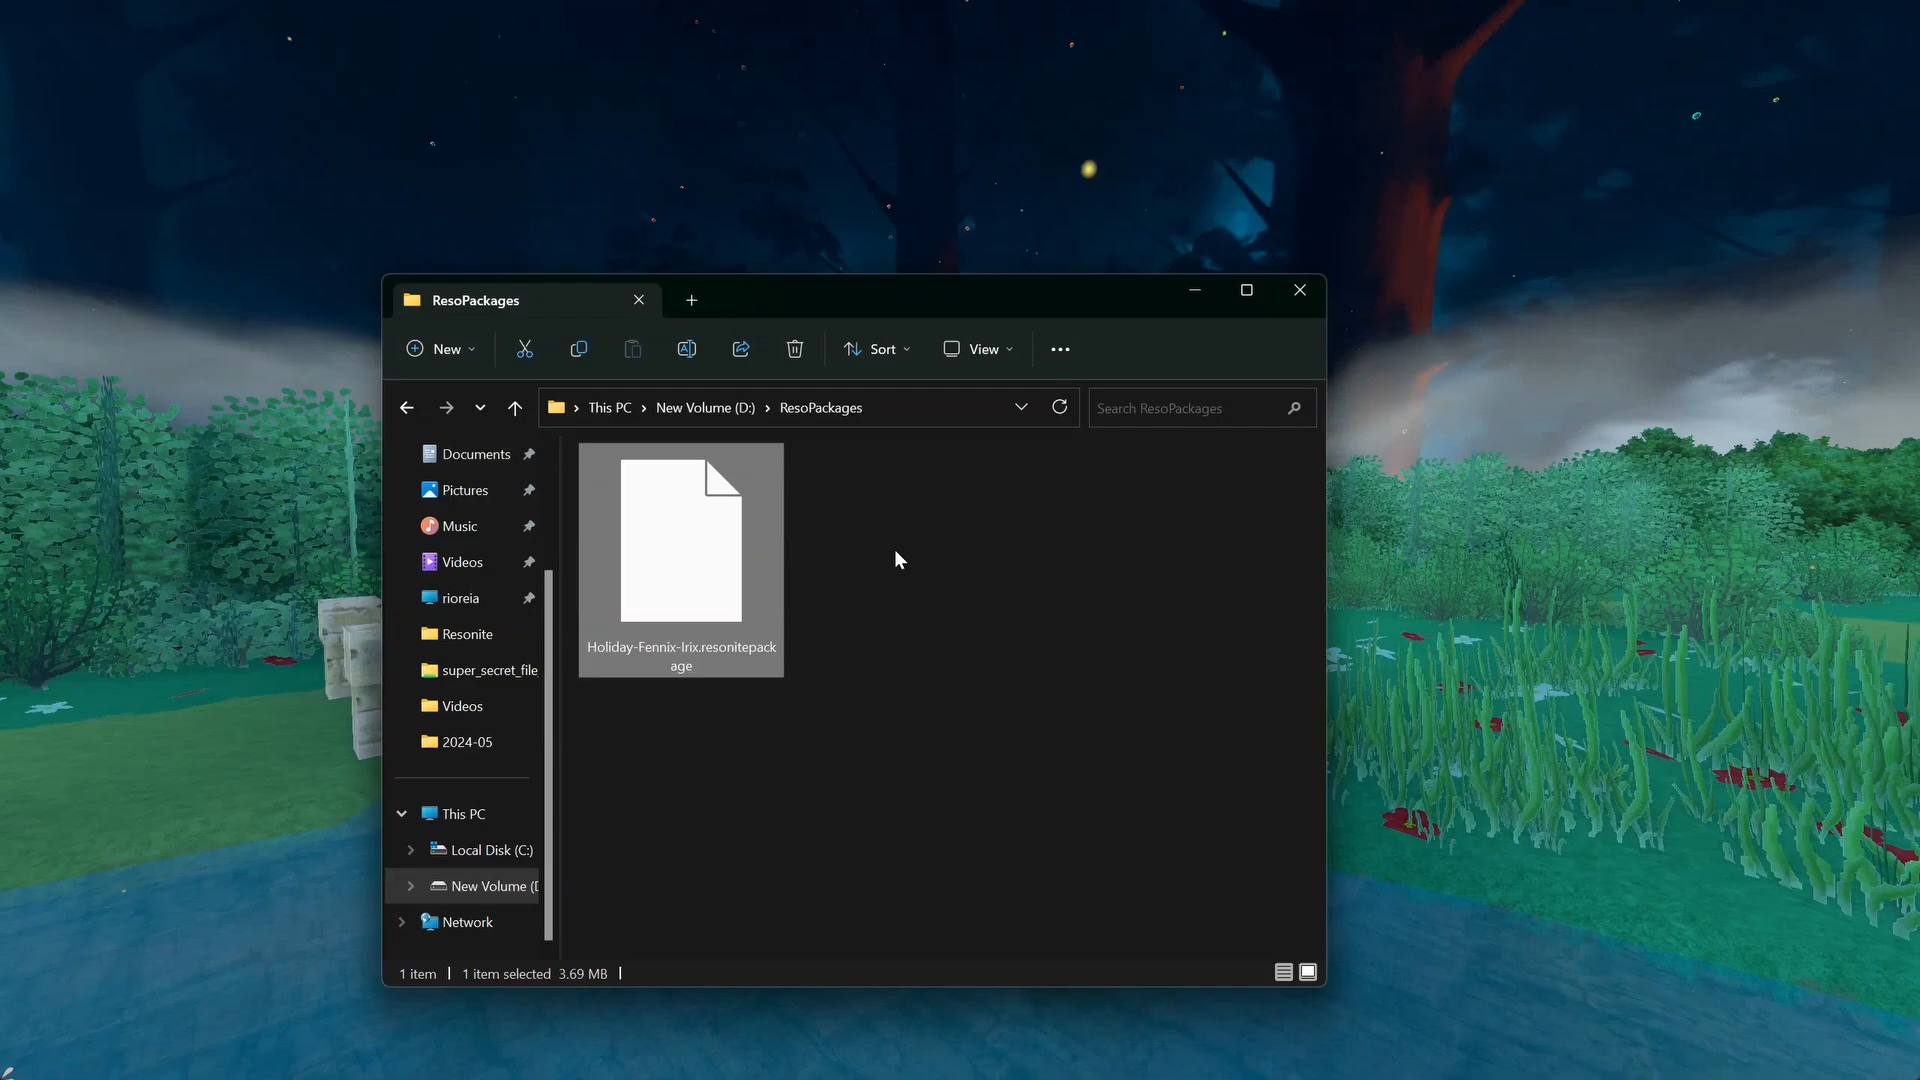 ResoPackages
New
Sort
View
This PC
New Volume (D:)
ResoPackages
Search ResoPackages
Documents
Pictures
Music
Videos
rioreia
Resonite
super_secret_file
Videos
2024-05
This PC
Local Disk (C:)
New Volume (D
Network
Holiday-Fennix-Irix.resonitepack
age
1 item
1 item selected 3.69 MB